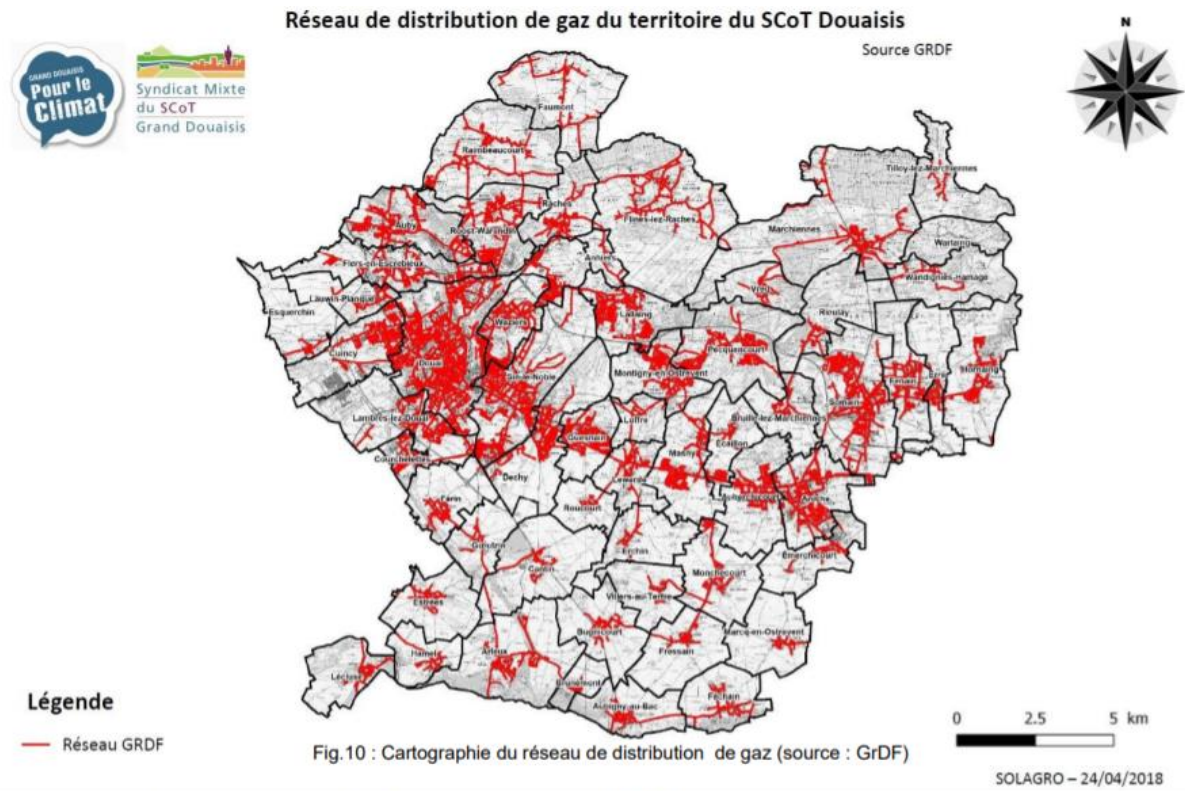 Réseau de distribution de gaz du territoire du SCoT Douaisis
Source GRDF
N
GRAND DOUAISIS
Pour le
Climat
Syndicat Mixte
du SCoT
Grand Douaisis
Faumont
Raimbeaucourt
Tilloy-lez-Marchiennes
Râches
Flines-lez-Raches
Auby
Roost-Warendin
Marchiennes
Warlaing
Anhiers
Flers-en-Escrebieux
Wandignies-Hamage
Vred
Lauwin-Planque
Esquerchin
Lallaing
Rieulay
Waziers
Cuincy
Pecquencourt
Douai
Montigny-en-Ostrevent
Sin-le-Noble
Fenain
Erre
Hornaing
Somain
Lambres-lez-Douai
Loffre
Bruille-lez-Marchiennes
Guesnain
Ecaillon
Masny
Courchelettes
Dechy
Lewarde
Auberchicourt
Aniche
Férin
Roucourt
Goeulzin
Erchin
Emerchicourt
Cantin
Monchecourt
Estrées
Villers-au-Tertre
Bugnicourt
Marcq-en-Ostrevent
Hamel
Arleux
Fressain
Lécluse
Brunémont
Féchain
Aubigny-au-Bac
Légende
Réseau GRDF
0 2.5 5 km
Fig.10 : Cartographie du réseau de distribution de gaz (source : GrDF)
SOLAGRO – 24/04/2018